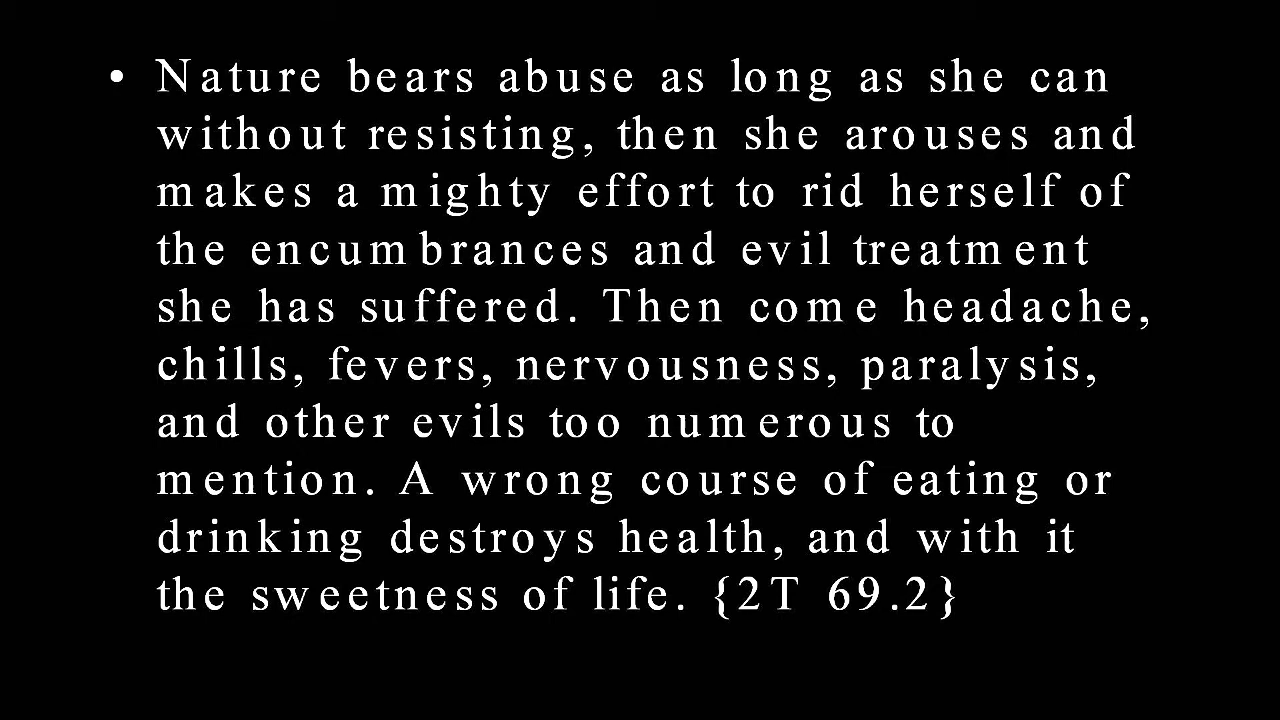 • Nature bears abuse as long as she can
without resisting, then she arouses and
makes a mighty effort to rid herself of
the encumbrances and evil treatment
she has suffered. Then come headache,
chills, fevers, nervousness, paralysis,
and other evils too numerous to
mention. A wrong course of eating or
drinking destroys health, and with it
the sweetness of life. {2T 69.2}